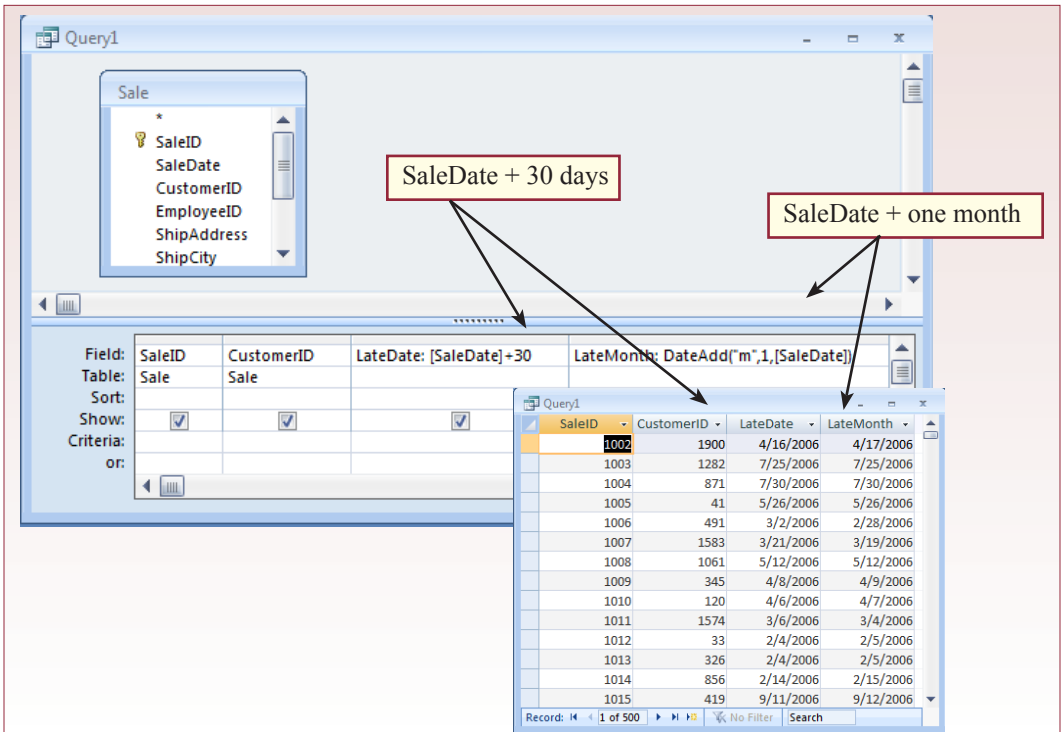 Query1
Sale
*
SaleID
SaleDate
CustomerID
EmployeeID
ShipAddress
ShipCity
SaleDate + 30 days
SaleDate + one month
Field: SaleID CustomerID LateDate: [SaleDate]+30 LateMonth: DateAdd("m",1,[SaleDate])
Table: Sale Sale
Sort:
Show:
Criteria:
or:
Query1
SaleID CustomerID LateDate LateMonth
1002 1900 4/16/2006 4/17/2006
1003 1282 7/25/2006 7/25/2006
1004 871 7/30/2006 7/30/2006
1005 41 5/26/2006 5/26/2006
1006 491 3/2/2006 2/28/2006
1007 1583 3/21/2006 3/19/2006
1008 1061 5/12/2006 5/12/2006
1009 345 4/8/2006 4/9/2006
1010 120 4/6/2006 4/7/2006
1011 1574 3/6/2006 3/4/2006
1012 33 2/4/2006 2/5/2006
1013 326 2/4/2006 2/5/2006
1014 856 2/14/2006 2/15/2006
1015 419 9/11/2006 9/12/2006
Record: 1 of 500 No Filter Search